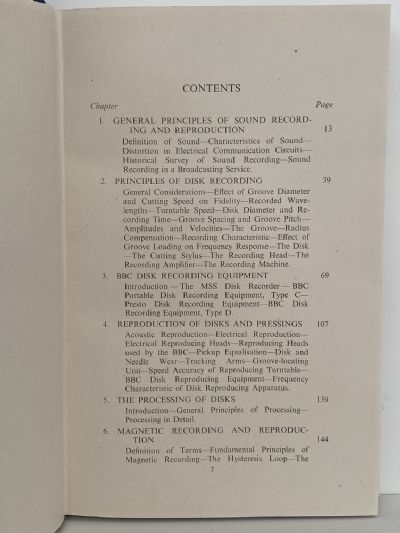 CONTENTS
Chapter Page
1. GENERAL PRINCIPLES OF SOUND RECORD-
ING AND REPRODUCTION 13
Definition of Sound—Characteristics of Sound—
Distortion in Electrical Communication Circuits—
Historical Survey of Sound Recording—Sound
Recording in a Broadcasting Service.
2. PRINCIPLES OF DISK RECORDING 39
General Considerations—Effect of Groove Diameter
and Cutting Speed on Fidelity—Recorded Wave-
lengths—Turntable Speed—Disk Diameter and Re-
cording Time—Groove Spacing and Groove Pitch—
Amplitudes and Velocities—The Groove—Radius
Compensation—Recording Characteristic—Effect of
Groove Loading on Frequency Response—The Disk
—The Cutting Stylus—The Recording Head—The
Recording Amplifier—The Recording Machine.
3. BBC DISK RECORDING EQUIPMENT 69
Introduction—The MSS Disk Recorder—BBC
Portable Disk Recording Equipment, Type C—
Presto Disk Recording Equipment—BBC Disk
Recording Equipment, Type D.
4. REPRODUCTION OF DISKS AND PRESSINGS 107
Acoustic Reproduction—Electrical Reproduction—
Electrical Reproducing Heads—Reproducing Heads
used by the BBC—Pickup Equalisation—Disk and
Needle Wear—Tracking Arms—Groove-locating
Unit—Speed Accuracy of Reproducing Turntable—
BBC Disk Reproducing Equipment—Frequency
Characteristic of Disk Reproducing Apparatus.
5. THE PROCESSING OF DISKS 139
Introduction—General Principles of Processing—
Processing in Detail.
6. MAGNETIC RECORDING AND REPRODUC-
TION 144
Definition of Terms—Fundamental Principles of
Magnetic Recording—The Hysteresis Loop—The
7